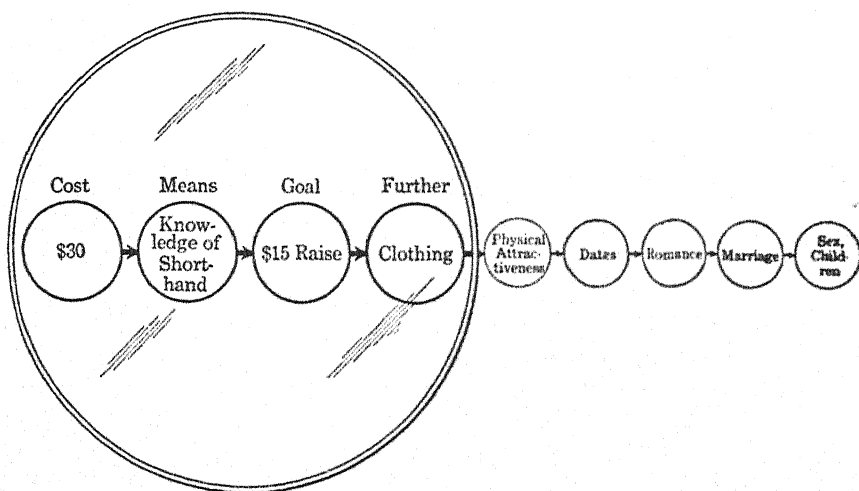 Cost Means Goal Further
$30
Know-
ledge of
Short-
hand
$15 Raise
Clothing
Physical
Attrac-
tiveness
Dates
Romance
Marriage
Sex,
Child-
ren